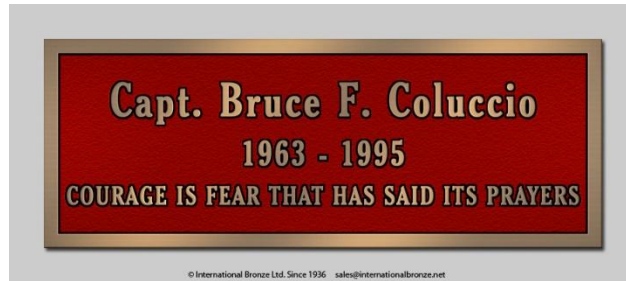 Capt. Bruce F. Coluccio
1963 - 1995
COURAGE IS FEAR THAT HAS SAID ITS PRAYERS
© International Bronze Ltd. Since 1936 sales@internationalbronze.net